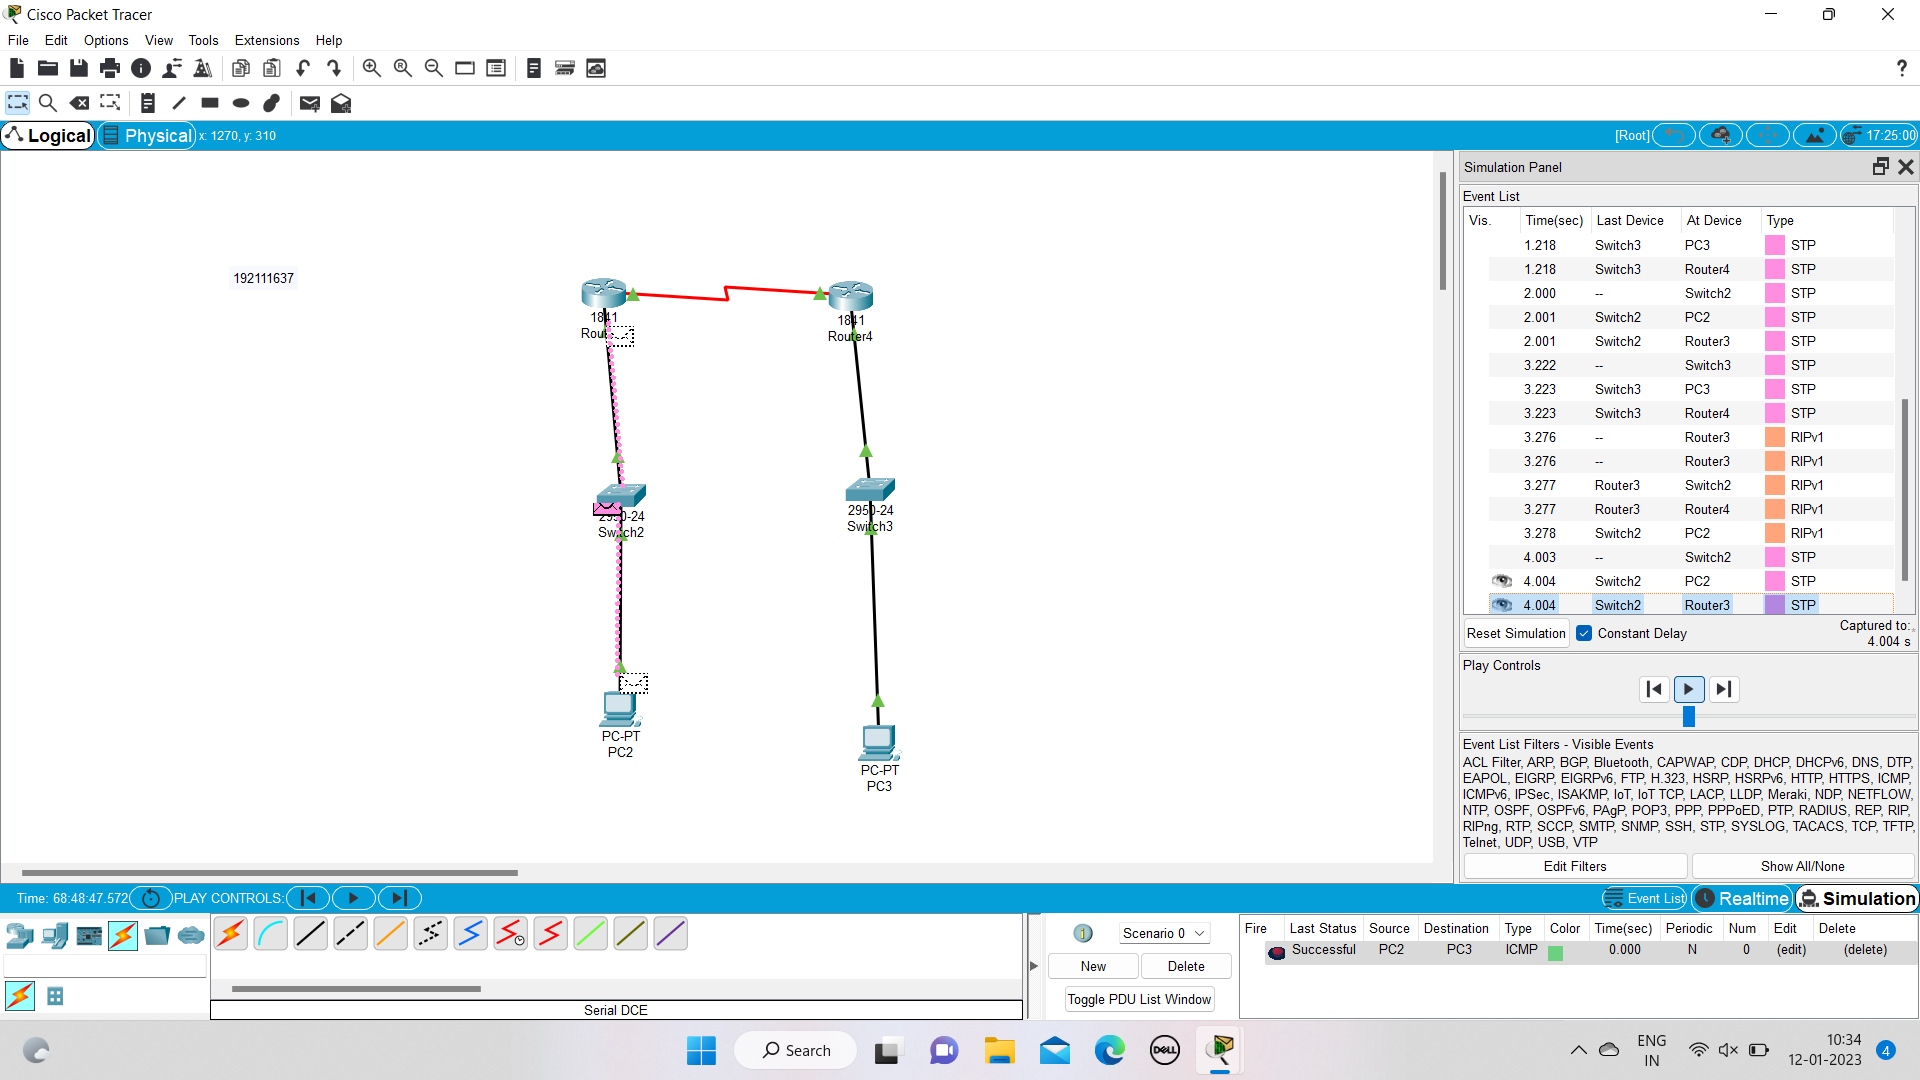 Cisco Packet Tracer
File Edit Options View Tools Extensions Help
?
Logical Physical x: 1270, y: 310 [Root] 17:25:00
Simulation Panel
Event List
Vis. Time(sec) Last Device At Device Type
1.218 Switch3 PC3 STP
1.218 Switch3 Router4 STP
2.000 -- Switch2 STP
2.001 Switch2 PC2 STP
2.001 Switch2 Router3 STP
3.222 -- Switch3 STP
3.223 Switch3 PC3 STP
3.223 Switch3 Router4 STP
3.276 -- Router3 RIPv1
3.276 -- Router3 RIPv1
3.277 Router3 Switch2 RIPv1
3.277 Router3 Router4 RIPv1
3.278 Switch2 PC2 RIPv1
4.003 -- Switch2 STP
4.004 Switch2 PC2 STP
4.004 Switch2 Router3 STP
Reset Simulation Constant Delay Captured to:
4.004 s
Play Controls
Event List Filters - Visible Events
ACL Filter, ARP, BGP, Bluetooth, CAPWAP, CDP, DHCP, DHCPv6, DNS, DTP,
EAPOL, EIGRP, EIGRPv6, FTP, H.323, HSRP, HSRPv6, HTTP, HTTPS, ICMP,
ICMPv6, IPSec, ISAKMP, IoT, IoT TCP, LACP, LLDP, Meraki, NDP, NETFLOW,
NTP, OSPF, OSPFv6, PAgP, POP3, PPP, PPPoED, PTP, RADIUS, REP, RIP,
RIPng, RTP, SCCP, SMTP, SNMP, SSH, STP, SYSLOG, TACACS, TCP, TFTP,
Telnet, UDP, USB, VTP
Edit Filters Show All/None
192111637
1841
1841
Router4
2950-24
Switch2
2950-24
Switch3
PC-PT
PC2
PC-PT
PC3
Time: 68:48:47.572 PLAY CONTROLS: Event List Realtime Simulation
1 Scenario 0
New Delete
Toggle PDU List Window
Fire Last Status Source Destination Type Color Time(sec) Periodic Num Edit Delete
Successful PC2 PC3 ICMP 0.000 N 0 (edit) (delete)
Serial DCE
Search
DELL
ENG
IN
10:34
12-01-2023
4